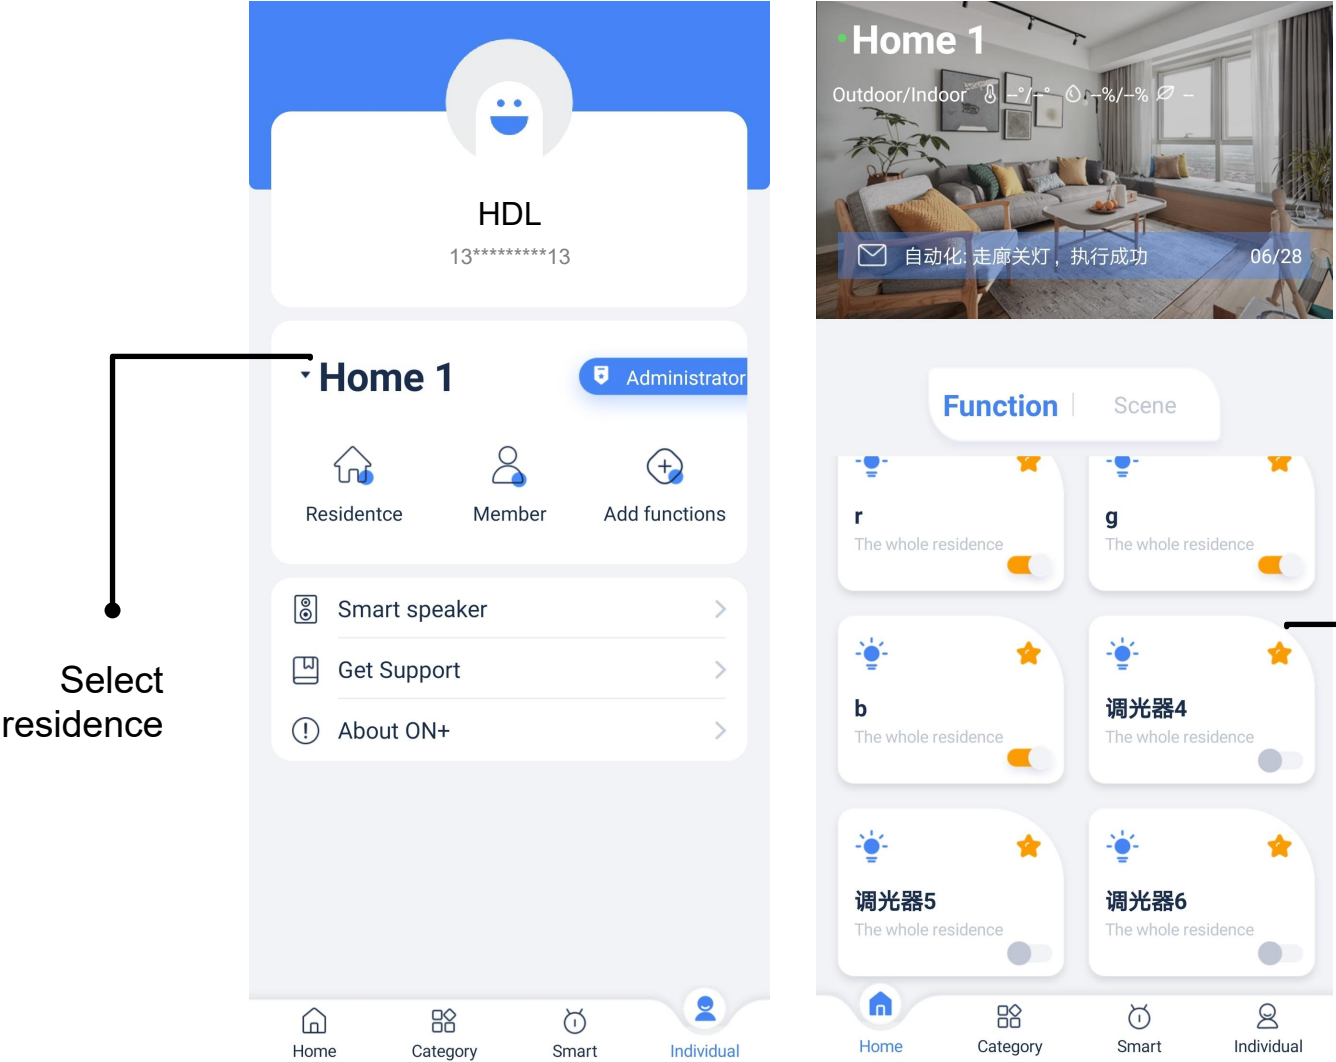 HDL
13*********13
Home 1
Administrator
Residentce
Member
Add functions
Smart speaker
Get Support
About ON+
Select
residence
Home
Category
Smart
Individual
Home 1
Outdoor/Indoor --°/--° --%/--% --
自动化: 走廊关灯，执行成功 06/28
Function
Scene
r
The whole residence
g
The whole residence
b
The whole residence
调光器4
The whole residence
调光器5
The whole residence
调光器6
The whole residence
Home
Category
Smart
Individual